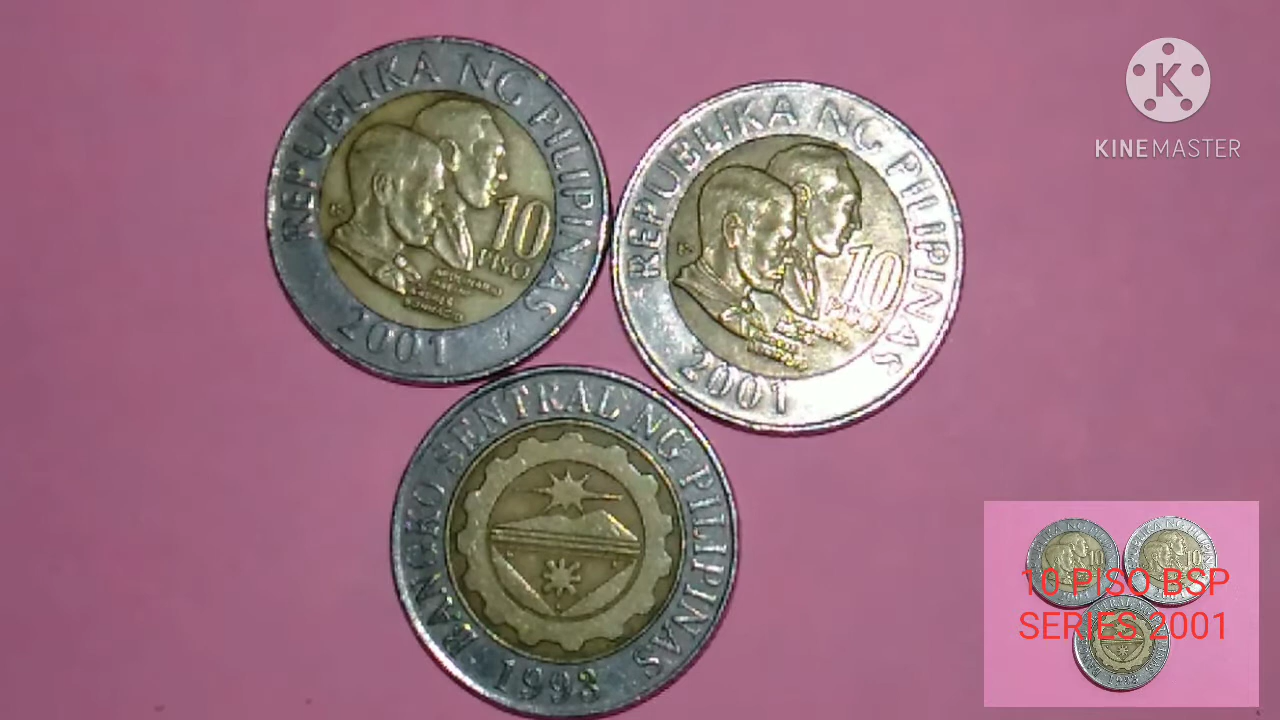 REPUBLIKA NG PILIPINAS
10
PISO
2001
REPUBLIKA NG PILIPINAS
10
2001
BANGKO SENTRAL NG PILIPINAS
1993
K
KINEMASTER
10 PISO BSP
SERIES 2001